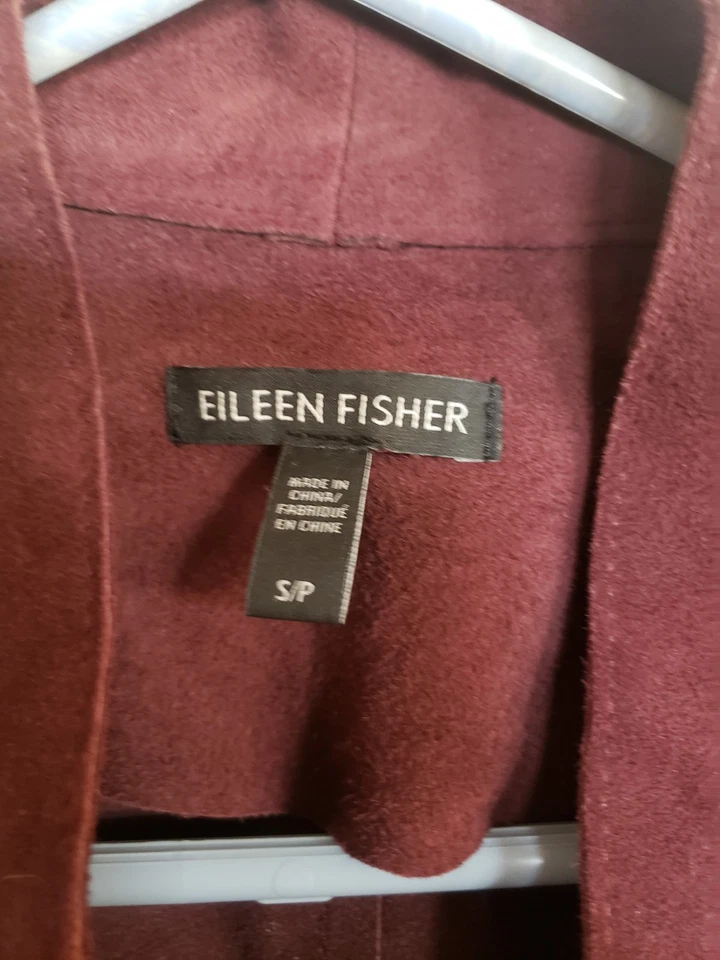 EILEEN FISHER
MADE IN
CHINA/
FABRIQUÉ
EN CHINE
S/P